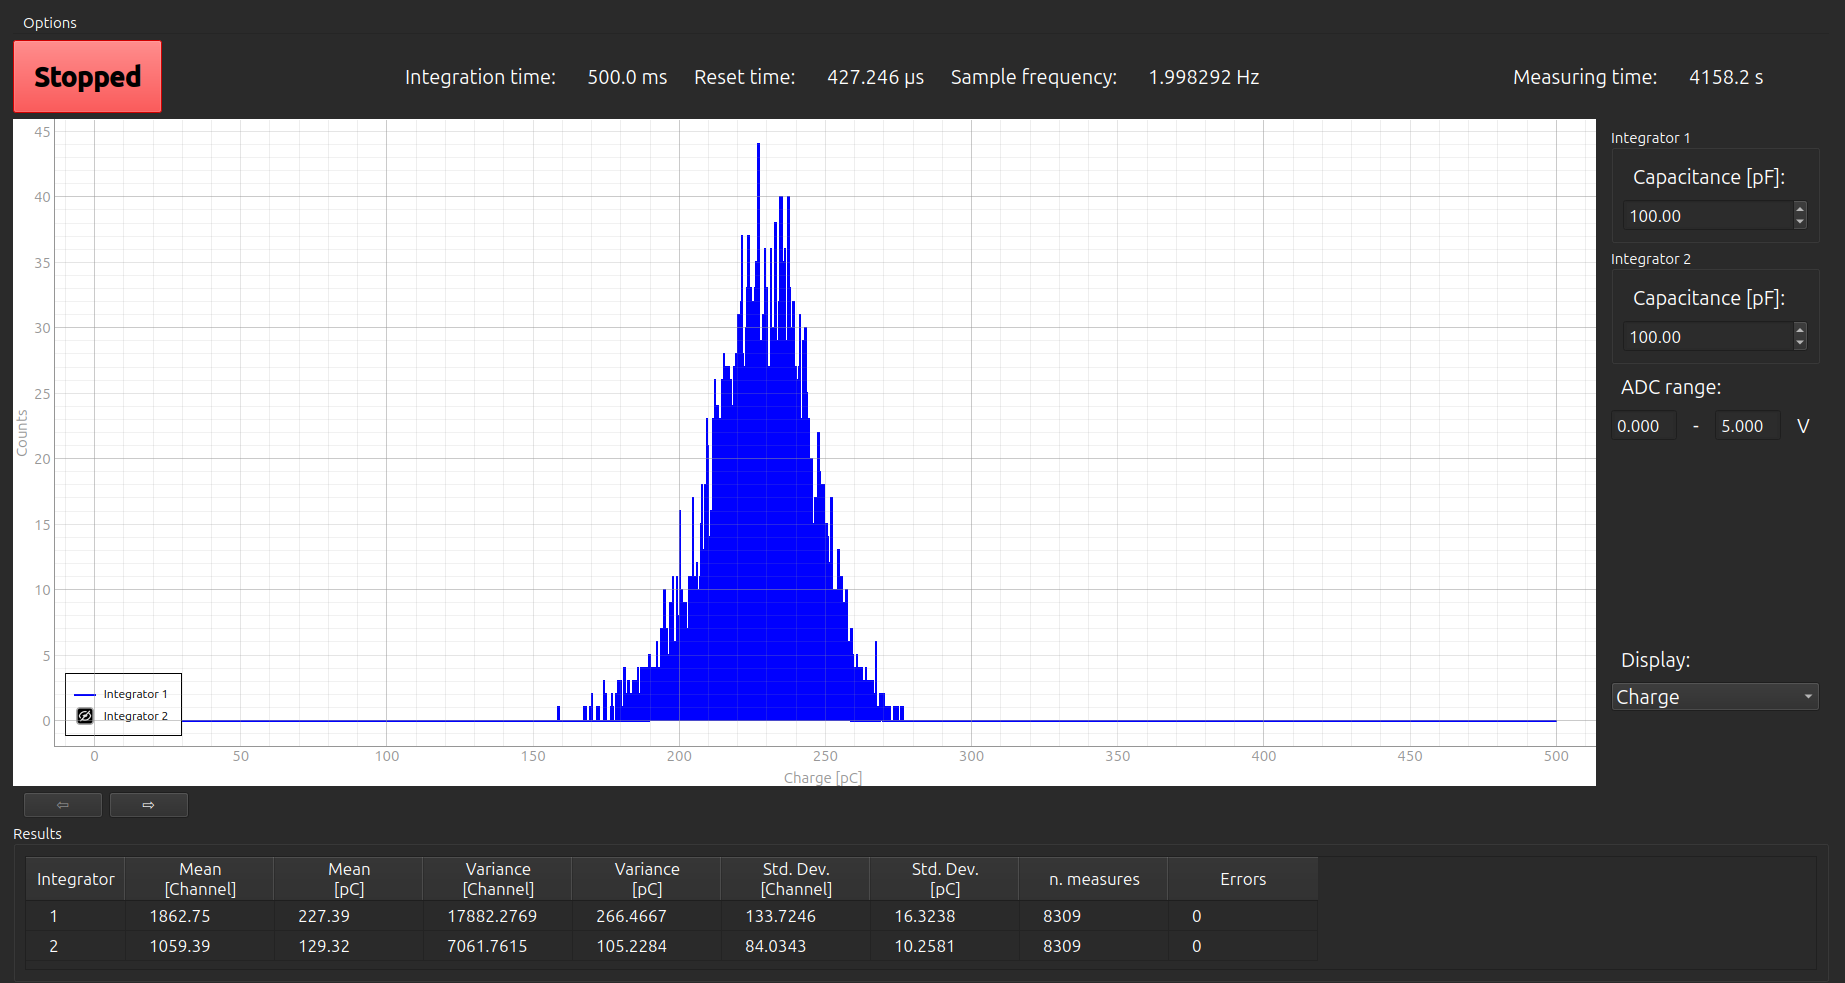 Options
Stopped
Integration time: 500.0 ms Reset time: 427.246 µs Sample frequency: 1.998292 Hz Measuring time: 4158.2 s
45
40
35
30
25
20
15
10
5
0
Counts
Integrator 1
Integrator 2
0 50 100 150 200 250 300 350 400 450 500
Charge [pC]
Integrator 1
Capacitance [pF]:
100.00
Integrator 2
Capacitance [pF]:
100.00
ADC range:
0.000 - 5.000 V
Display:
Charge
Results
Integrator Mean [Channel] Mean [pC] Variance [Channel] Variance [pC] Std. Dev. [Channel] Std. Dev. [pC] n. measures Errors
1 1862.75 227.39 17882.2769 266.4667 133.7246 16.3238 8309 0
2 1059.39 129.32 7061.7615 105.2284 84.0343 10.2581 8309 0